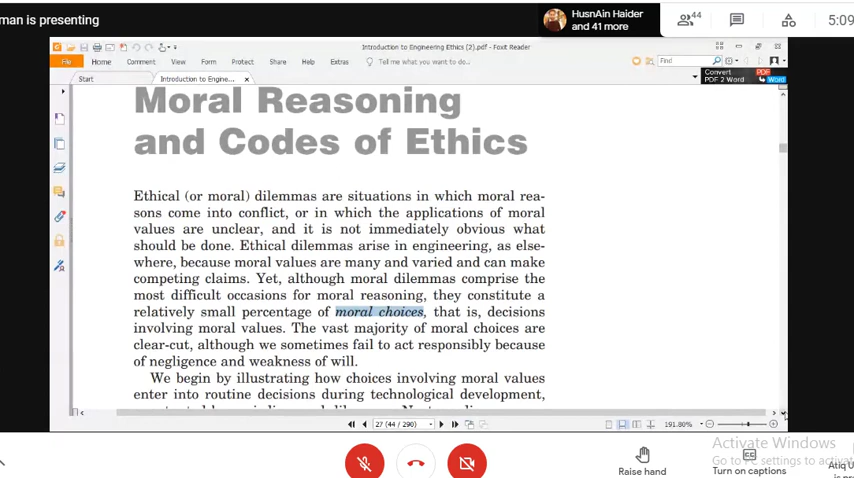 man is presenting
HusnAin Haider
and 41 more
44
5:09
Introduction to Engineering Ethics (2).pdf - Foxit Reader
File
Home
Comment
View
Form
Protect
Share
Help
Extras
Tell me what you want to do...
Find
Start
Introduction to Engine...
Convert
PDF 2 Word
PDF
Word
Moral Reasoning
and Codes of Ethics
Ethical (or moral) dilemmas are situations in which moral rea-
sons come into conflict, or in which the applications of moral
values are unclear, and it is not immediately obvious what
should be done. Ethical dilemmas arise in engineering, as else-
where, because moral values are many and varied and can make
competing claims. Yet, although moral dilemmas comprise the
most difficult occasions for moral reasoning, they constitute a
relatively small percentage of moral choices, that is, decisions
involving moral values. The vast majority of moral choices are
clear-cut, although we sometimes fail to act responsibly because
of negligence and weakness of will.
We begin by illustrating how choices involving moral values
enter into routine decisions during technological development,
27 (44 / 290)
191.80%
Activate Windows
Go to PC settings to activat
Raise hand
Turn on captions
Atiq U
is pre